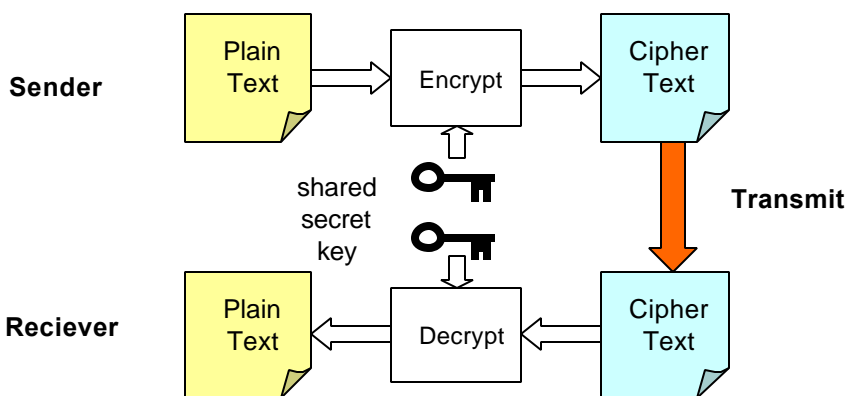 Sender
Plain
Text
Encrypt
Cipher
Text
shared
secret
key
Transmit
Reciever
Plain
Text
Decrypt
Cipher
Text